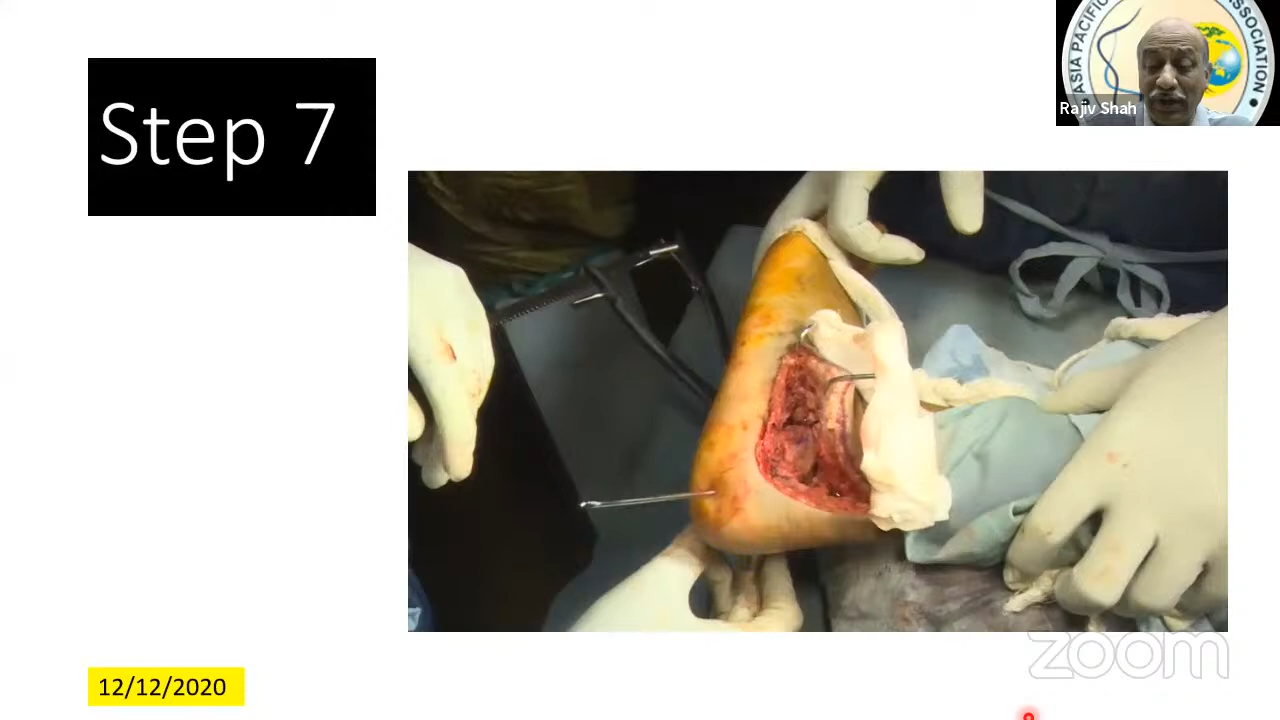 Step 7
ASIA PACIFIC
ASSOCIATION
Rajiv Shah
12/12/2020
zoom